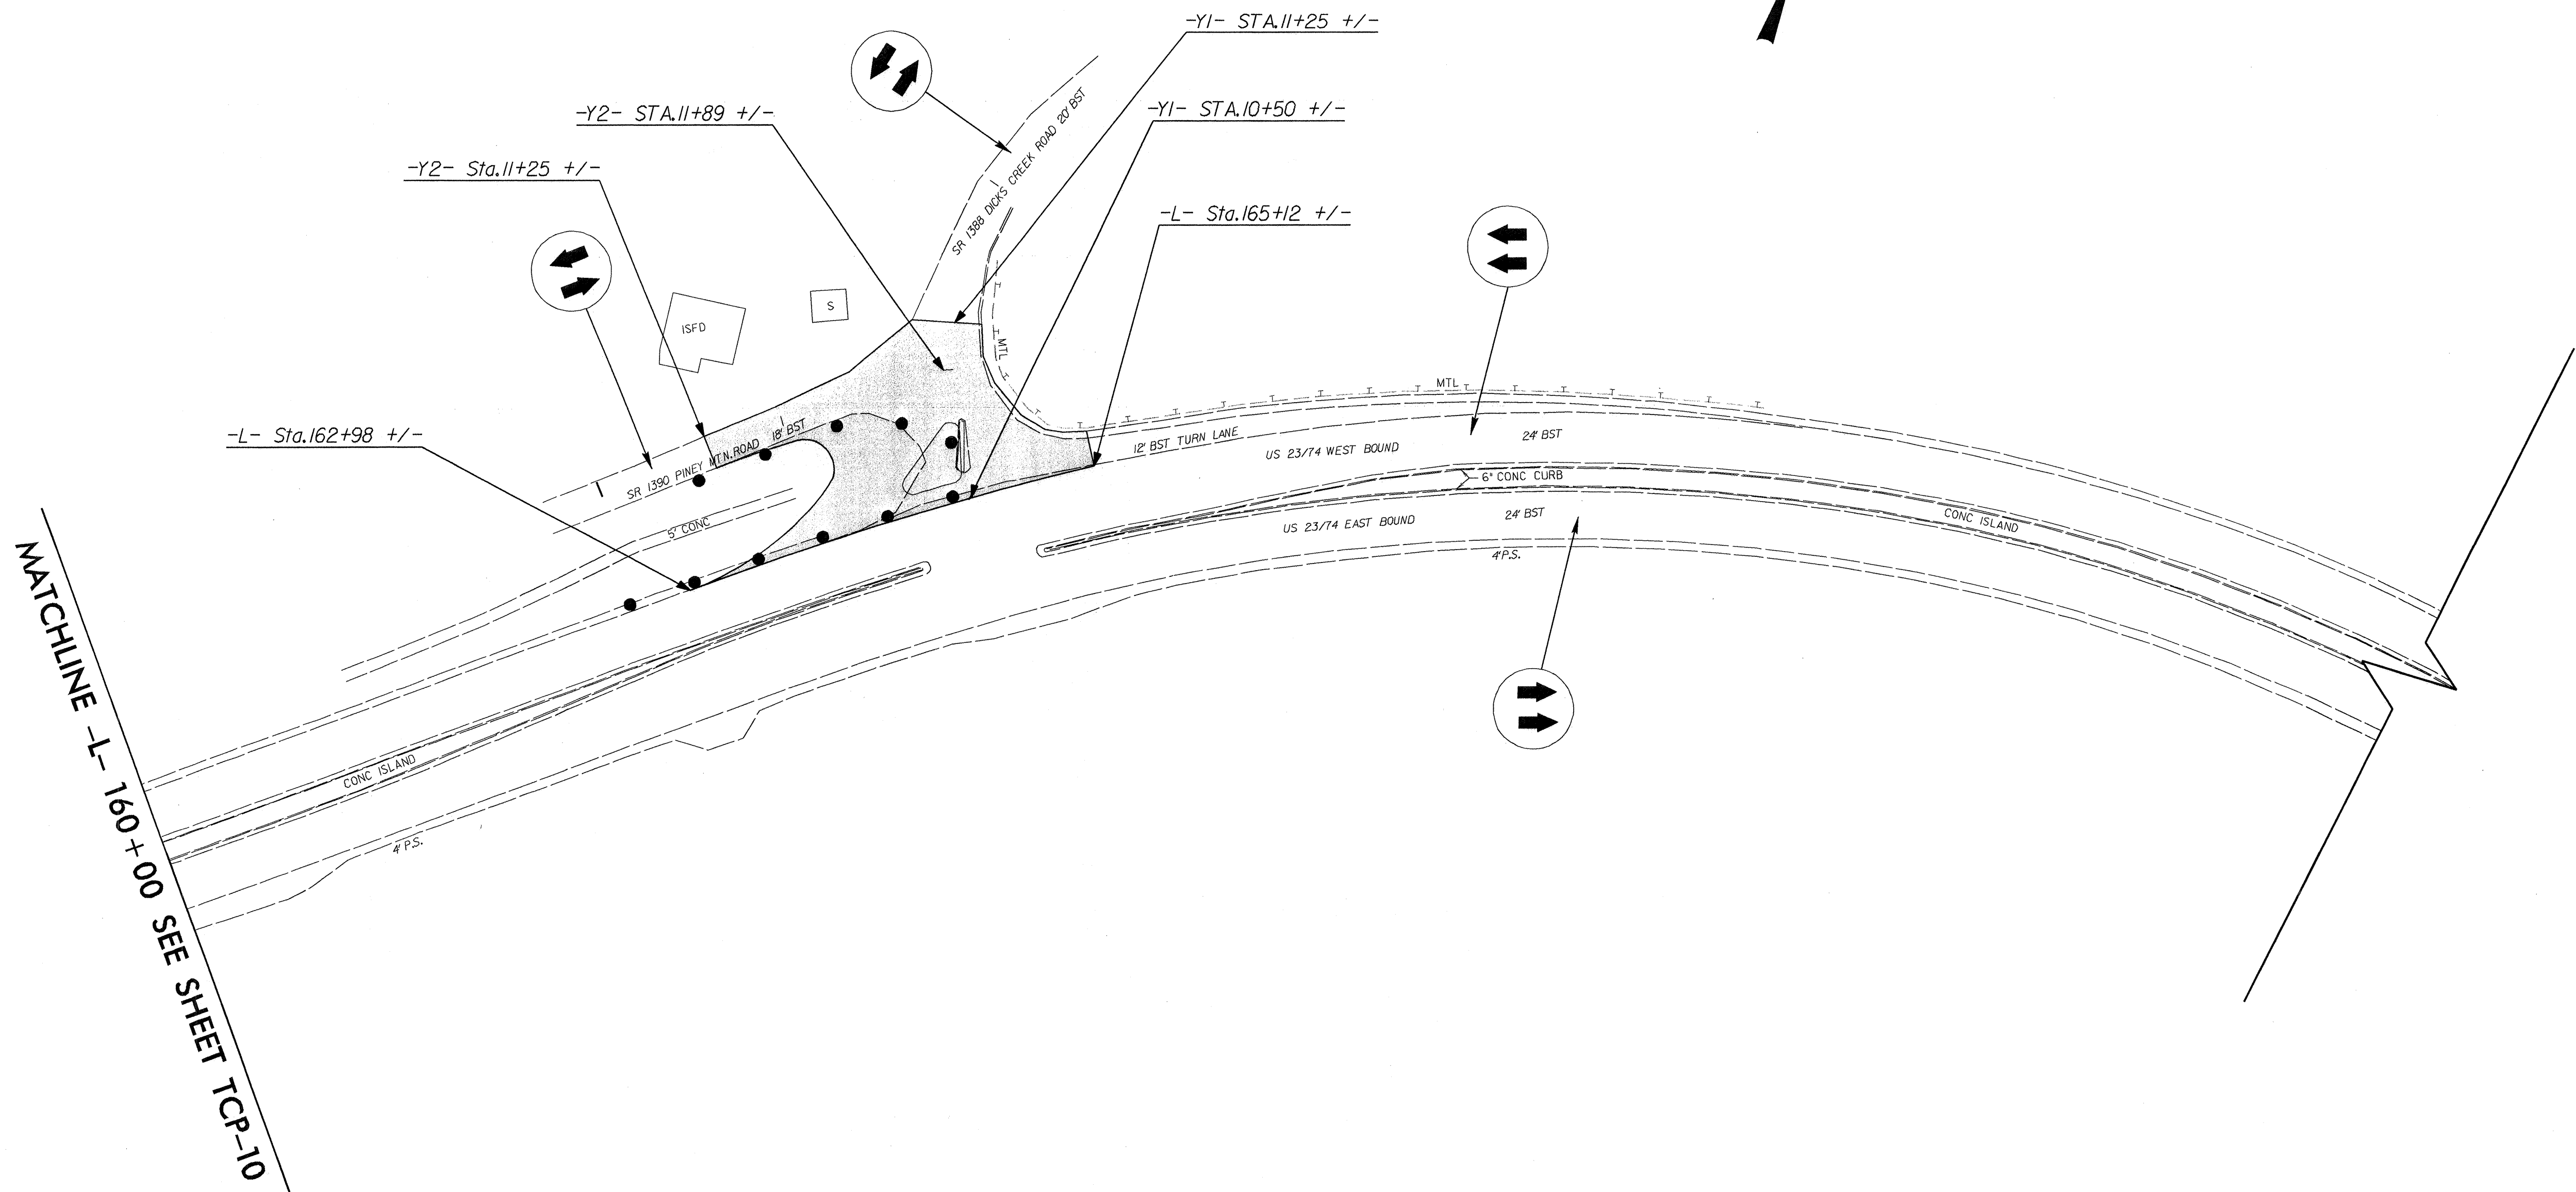 -Y1- STA.11+25 +/-
-Y2- STA.11+89 +/-
-Y1- STA.10+50 +/-
-Y2- Sta.11+25 +/-
-L- Sta.165+12 +/-
SR 1388 DICKS CREEK ROAD 20' BST
ISFD
S
MTL
MTL
-L- Sta.162+98 +/-
SR 1390 PINEY MTN.ROAD 18' BST
12' BST TURN LANE
US 23/74 WEST BOUND
24' BST
6" CONC CURB
5' CONC
US 23/74 EAST BOUND
24' BST
CONC ISLAND
4' P.S.
CONC ISLAND
4' P.S.
MATCHLINE -L- 160+00 SEE SHEET TCP-10